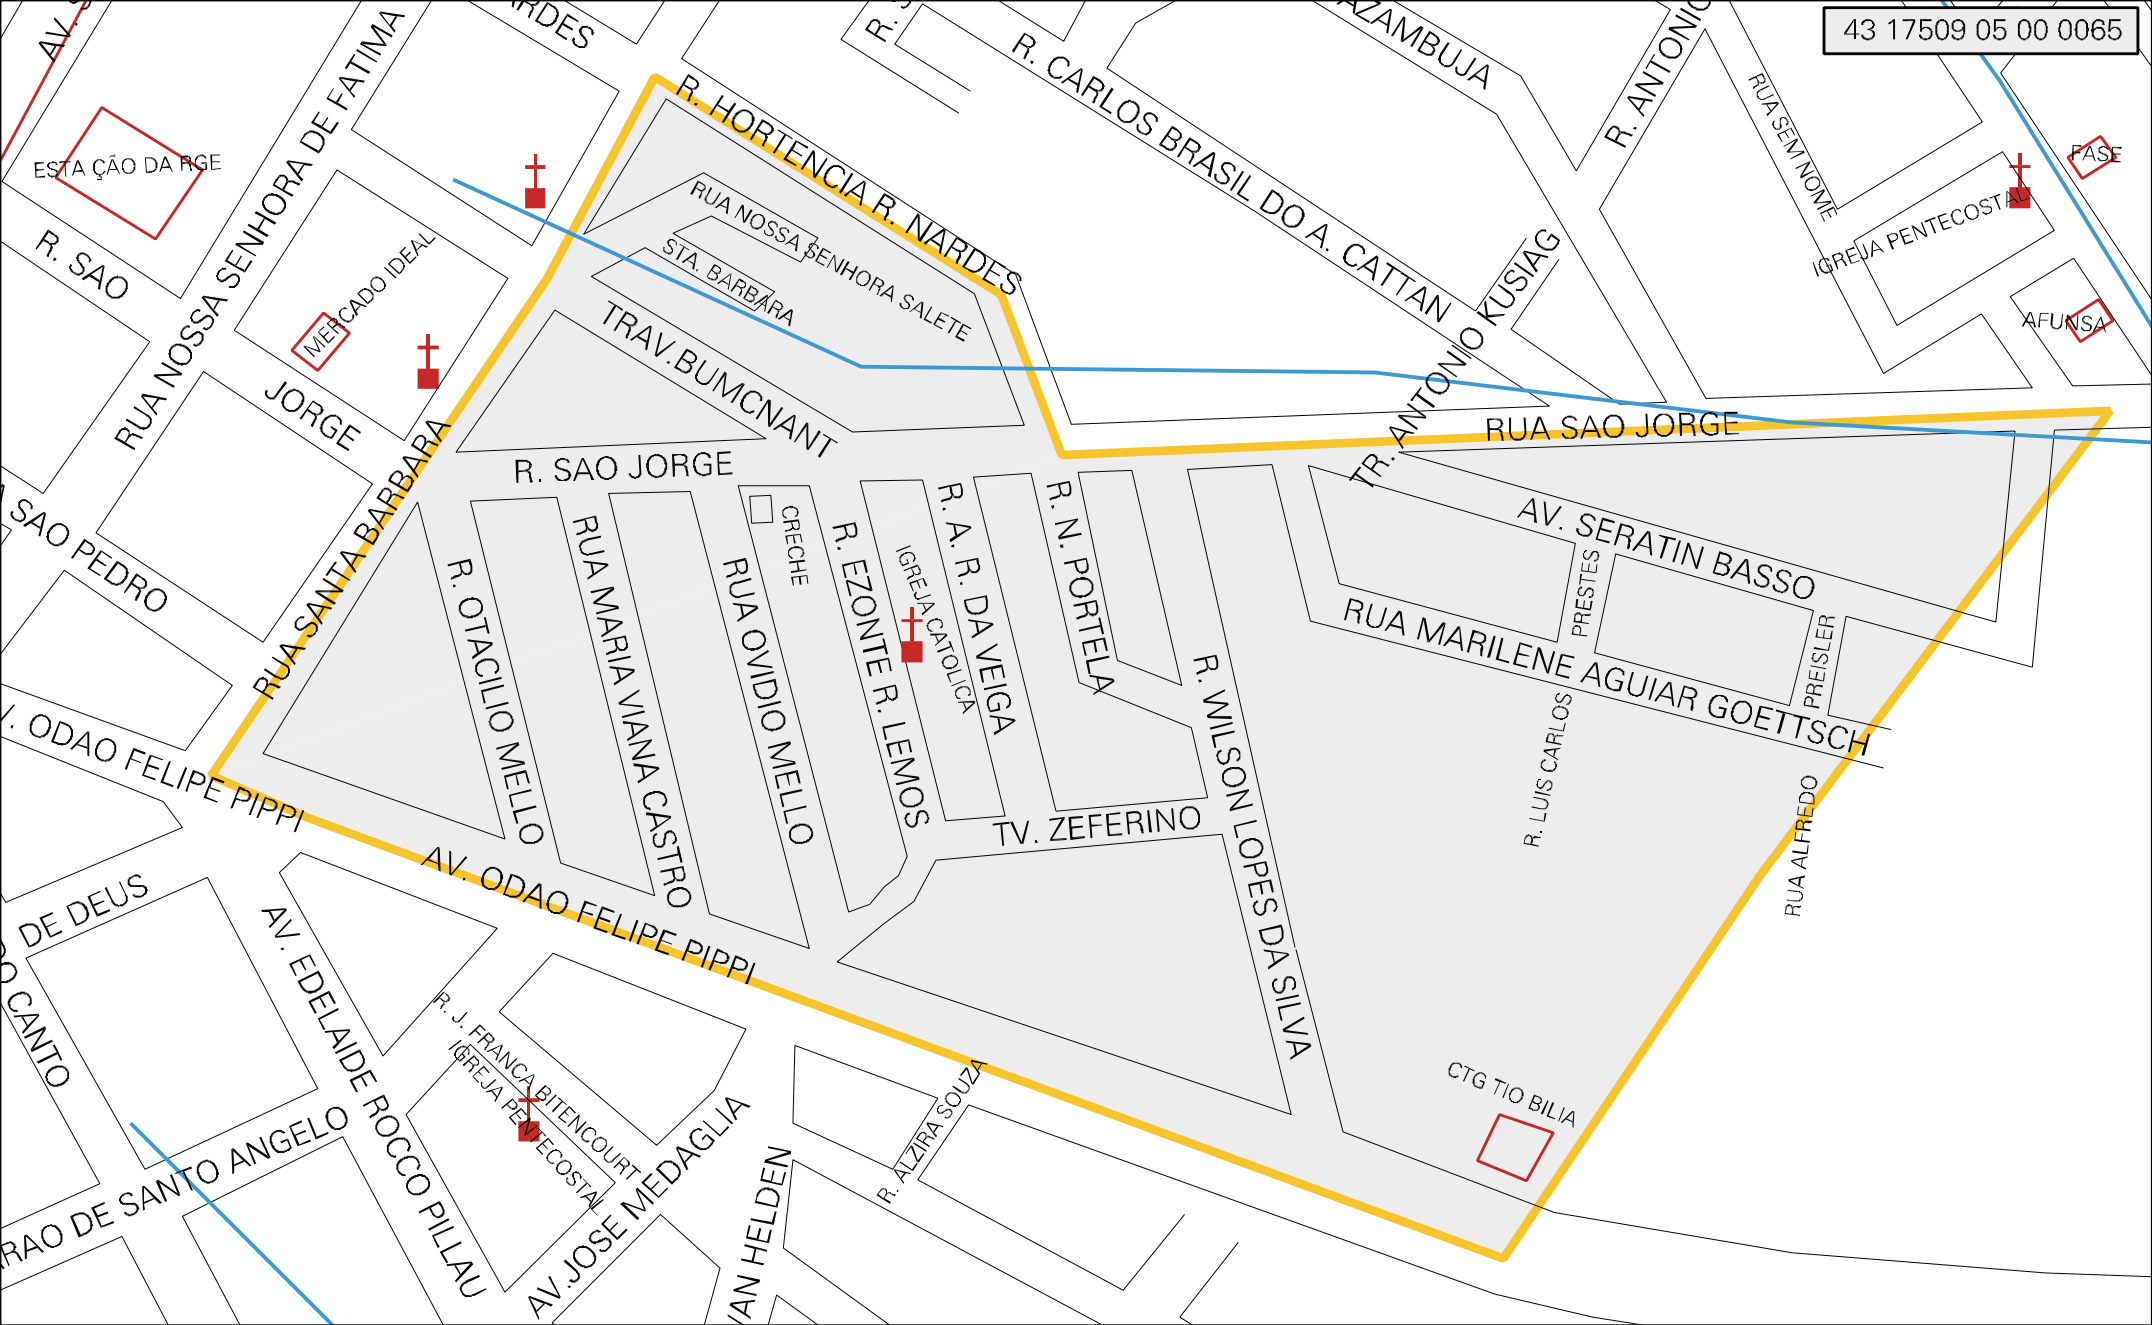 43 17509 05 00 0065
AV. S
ARDES
R. S
R. CARLOS BRASIL DO A. CATTAN
AZAMBUJA
R. ANTONIO
RUA SEM NOME
FASE
IGREJA PENTECOSTAL
AFUNSA
ESTA ÇÃO DA RGE
RUA NOSSA SENHORA DE FATIMA
R. SAO
JORGE
MERCADO IDEAL
R. HORTENCIA R. NARDES
RUA NOSSA SENHORA SALETE
STA. BARBARA
TRAV.BUMCNANT
TR. ANTONIO KUSIAG
RUA SAO JORGE
R. SAO JORGE
RUA SANTA BARBARA
SAO PEDRO
V. ODAO FELIPE PIPPI
R. OTACILIO MELLO
RUA MARIA VIANA CASTRO
RUA OVIDIO MELLO
CRECHE
R. EZONTE R. LEMOS
IGREJA CATOLICA
R. A. R. DA VEIGA
R. N. PORTELA
R. WILSON LOPES DA SILVA
TV. ZEFERINO
AV. SERATIN BASSO
PRESTES
PREISLER
RUA MARILENE AGUIAR GOETTSCH
R. LUIS CARLOS
RUA ALFREDO
AV. ODAO FELIPE PIPPI
DE DEUS
DO CANTO
AV. EDELAIDE ROCCO PILLAU
R. J. FRANCA BITENCOURT
IGREJA PENTECOSTAL
RAO DE SANTO ANGELO
AV.JOSE MEDAGLIA
VAN HELDEN
R. ALZIRA SOUZA
CTG TIO BILIA